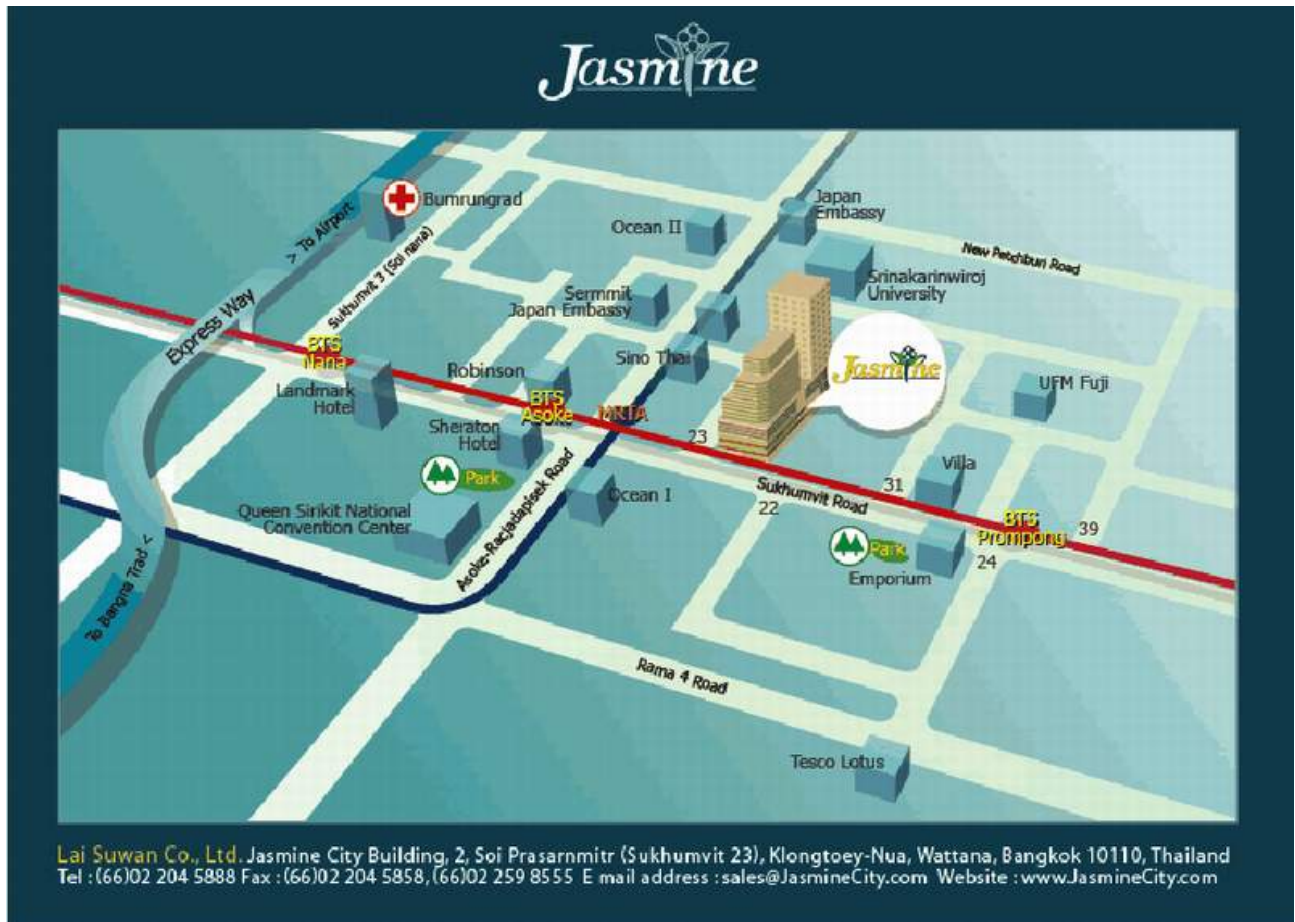 Jasmine
Bumrungrad
> To Airport
Sukhumvit 3 (Soi nana)
Express Way
Ocean II
Japan
Embassy
New Petchburi Road
Srinakarinwiroj
University
Sermmit
Japan Embassy
Sino Thai
Jasmine
UFM Fuji
BTS
Nana
Landmark
Hotel
Robinson
BTS
Asoke
MRTA
Sheraton
Hotel
23
Park
Queen Sirikit National
Convention Center
Asoke-Racjadapisek Road
Ocean I
Sukhumvit Road
22
31
Villa
BTS
Prompong
39
Park
Emporium
24
To Bangna Trad <
Rama 4 Road
Tesco Lotus
Lai Suwan Co., Ltd. Jasmine City Building, 2, Soi Prasarnmitr (Sukhumvit 23), Klongtoey-Nua, Wattana, Bangkok 10110, Thailand
Tel : (66)02 204 5888 Fax : (66)02 204 5858, (66)02 259 8555 E mail address : sales@JasmineCity.com Website : www.JasmineCity.com